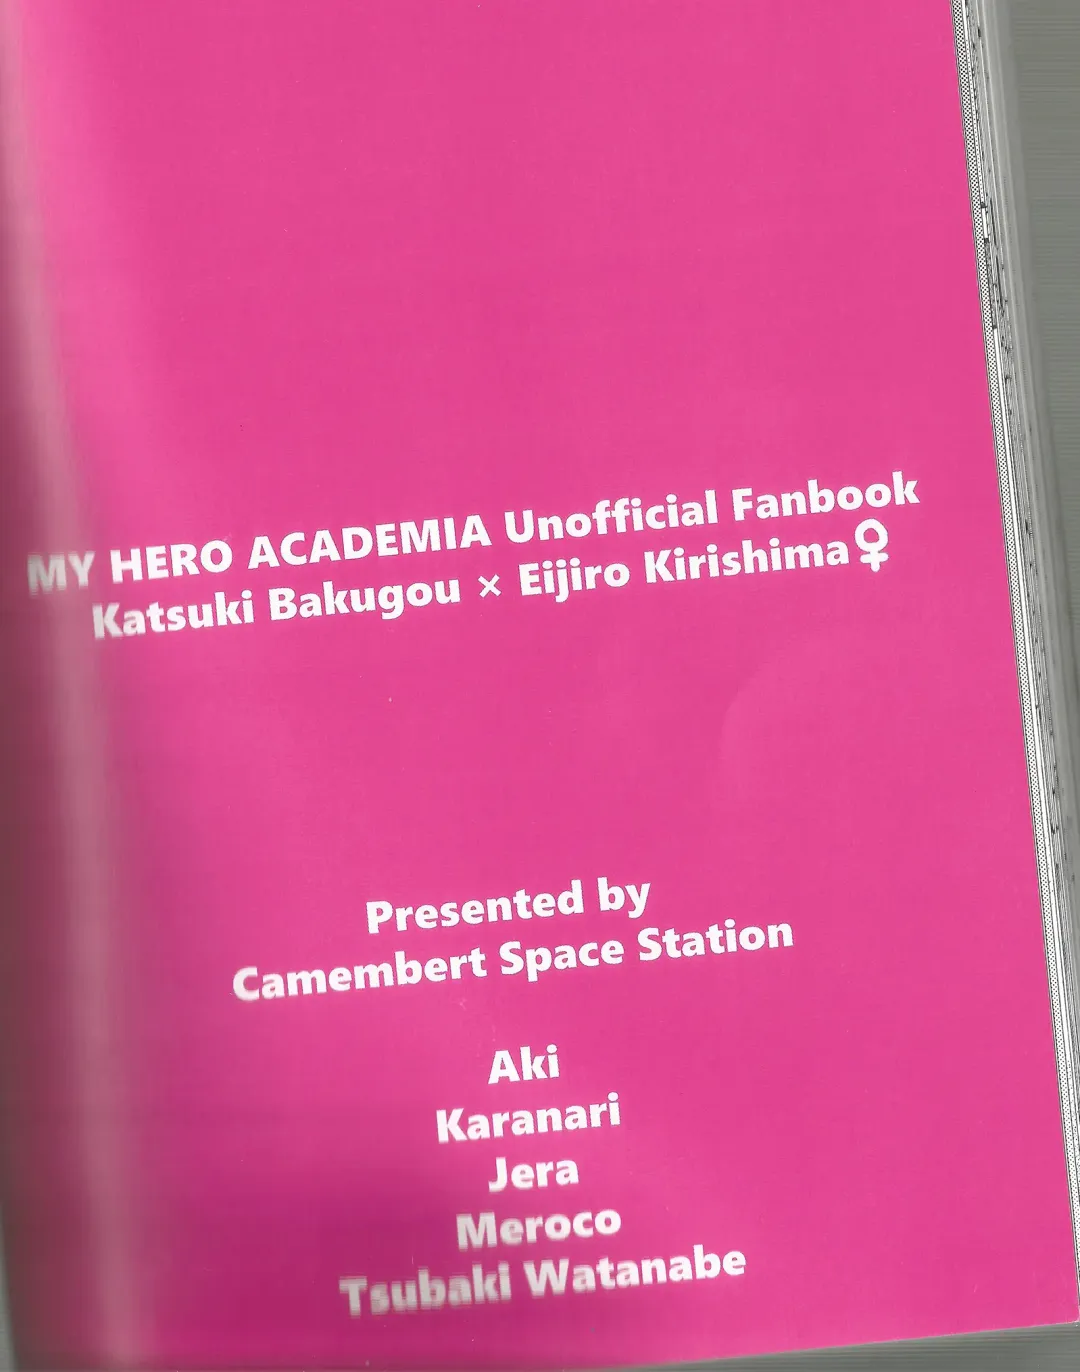 MY HERO ACADEMIA Unofficial Fanbook
Katsuki Bakugou × Eijiro Kirishima♀
Presented by
Camembert Space Station
Aki
Karanari
Jera
Meroco
Tsubaki Watanabe